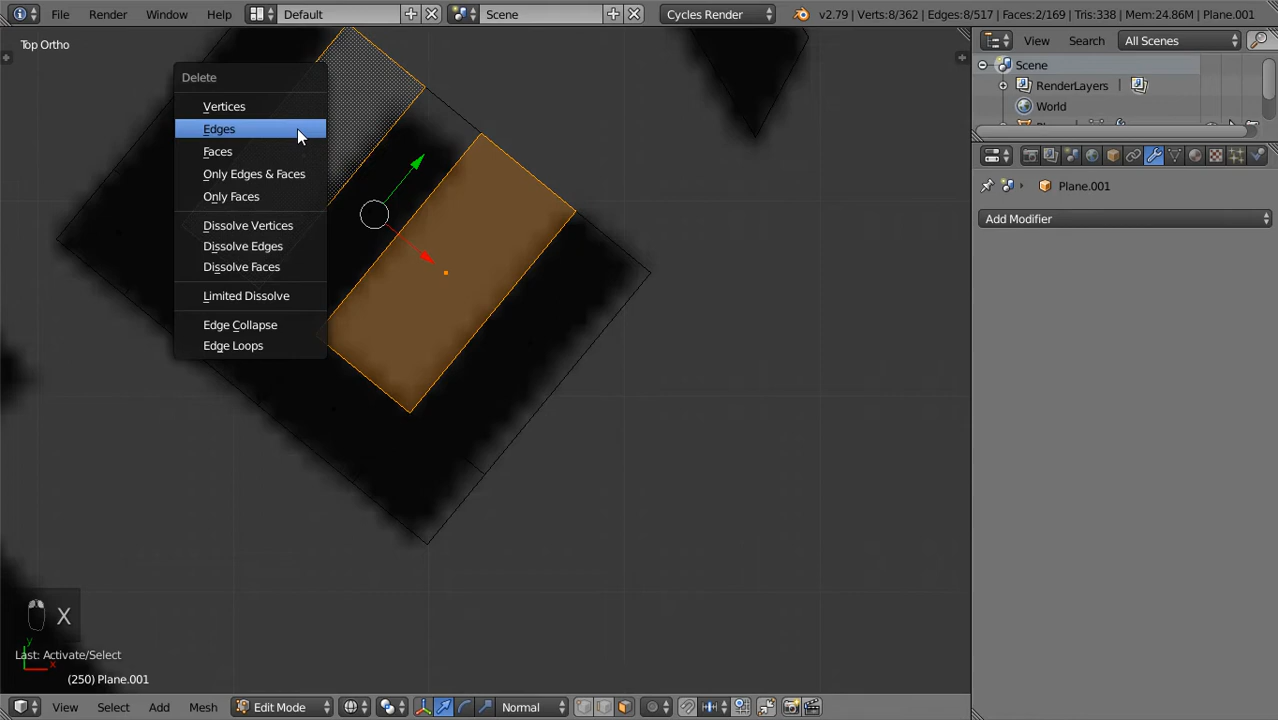 File Render Window Help Default Scene Cycles Render v2.79 | Verts:8/362 | Edges:8/517 | Faces:2/169 | Tris:338 | Mem:24.86M | Plane.001
Top Ortho
Delete
Vertices
Edges
Faces
Only Edges & Faces
Only Faces
Dissolve Vertices
Dissolve Edges
Dissolve Faces
Limited Dissolve
Edge Collapse
Edge Loops
View Search All Scenes
Scene
RenderLayers
World
Plane.001
Add Modifier
X
y
x
Last: Activate/Select
(250) Plane.001
View Select Add Mesh Edit Mode Normal